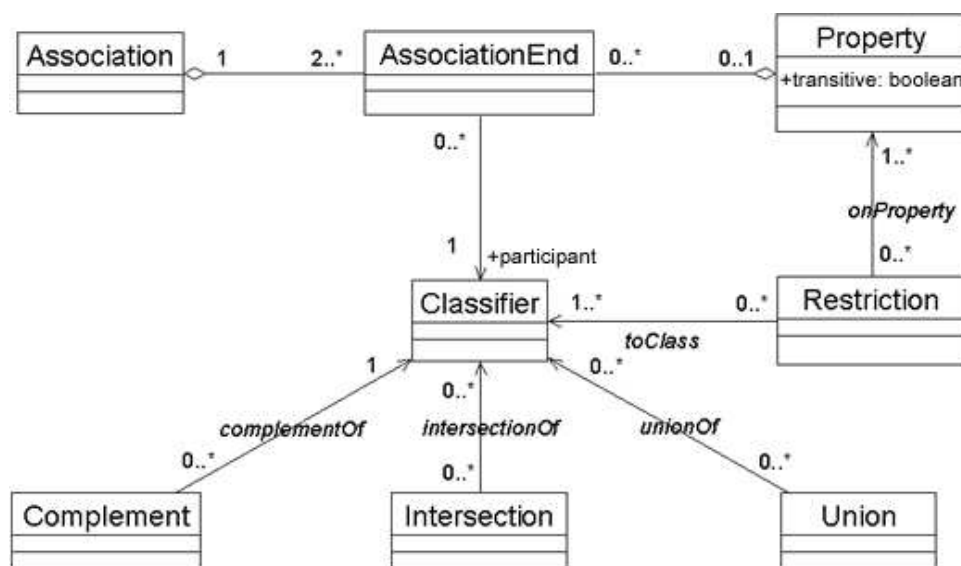 Association
1
2..*
AssociationEnd
0..*
0..1
Property
+transitive: boolean
0..*
1..*
onProperty
1
+participant
0..*
Classifier
1..*
0..*
Restriction
toClass
1
0..*
0..*
complementOf
intersectionOf
unionOf
0..*
0..*
0..*
Complement
Intersection
Union